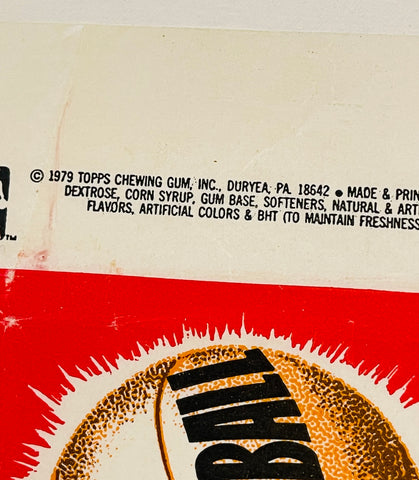 © 1979 TOPPS CHEWING GUM, INC., DURYEA, PA. 18642 • MADE & PRIN
DEXTROSE, CORN SYRUP, GUM BASE, SOFTENERS, NATURAL & ART
FLAVORS, ARTIFICIAL COLORS & BHT (TO MAINTAIN FRESHNESS
TM
BALL